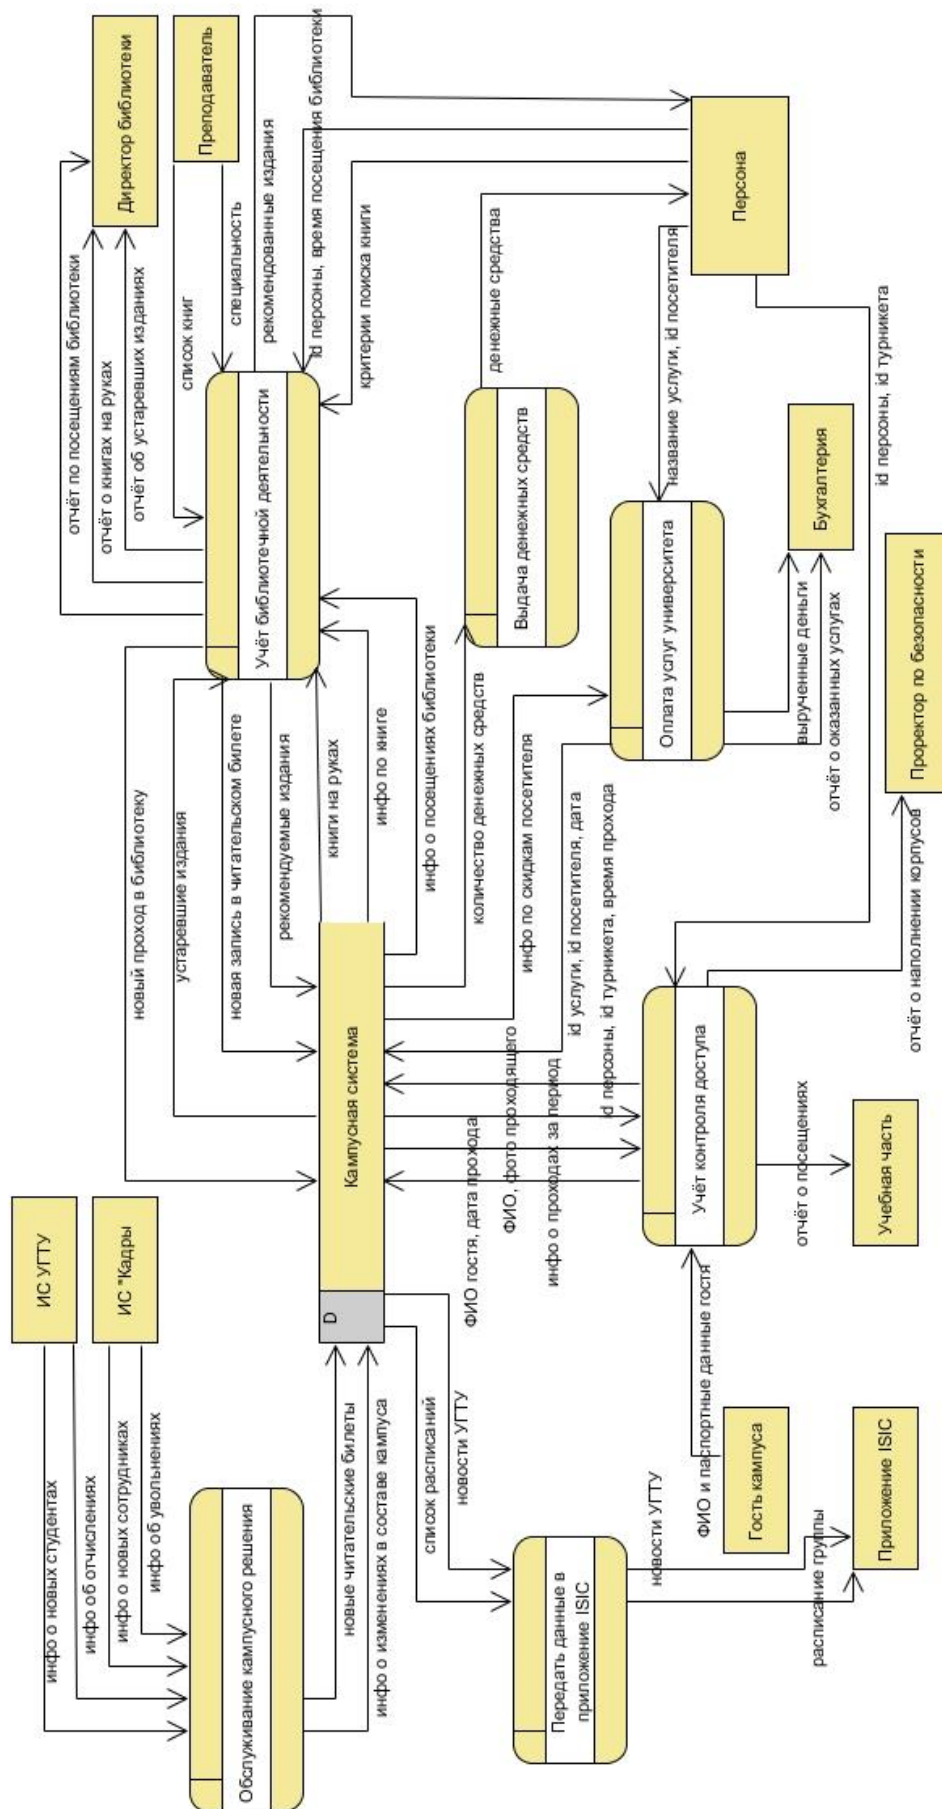 инфо о новых студентах
инфо об отчислениях
инфо о новых сотрудниках
инфо об увольнениях
ИС УГТУ
ИС "Кадры
Обслуживание кампусного решения
новые читательские билеты
инфо о изменениях в составе кампуса
список расписаний
новости УГТУ
D
Кампусная система
новый проход в библиотеку
устаревшие издания
новая запись в читательском билете
рекомендуемые издания
книги на руках
инфо по книге
инфо о посещениях библиотеки
количество денежных средств
инфо по скидкам посетителя
id услуги, id посетителя, дата
id персоны, id турникета, время прохода
ФИО гостя, дата прохода
ФИО, фото проходящего
инфо о проходах за период
отчёт по посещениям библиотеки
отчёт о книгах на руках
отчёт об устаревших изданиях
Директор библиотеки
Преподаватель
список книг
специальность
рекомендованные издания
id персоны, время посещения библиотеки
критерии поиска книги
Учёт библиотечной деятельности
денежные средства
Выдача денежных средств
название услуги, id посетителя
Персона
Оплата услуг университета
вырученные деньги
отчёт о оказанных услугах
Бухгалтерия
id персоны, id турникета
Проректор по безопасности
отчёт о наполнении корпусов
Учёт контроля доступа
отчёт о посещениях
Учебная часть
ФИО и паспортные данные гостя
Гость кампуса
Передать данные в
приложение ISIC
новости УГТУ
расписание группы
Приложение ISIC